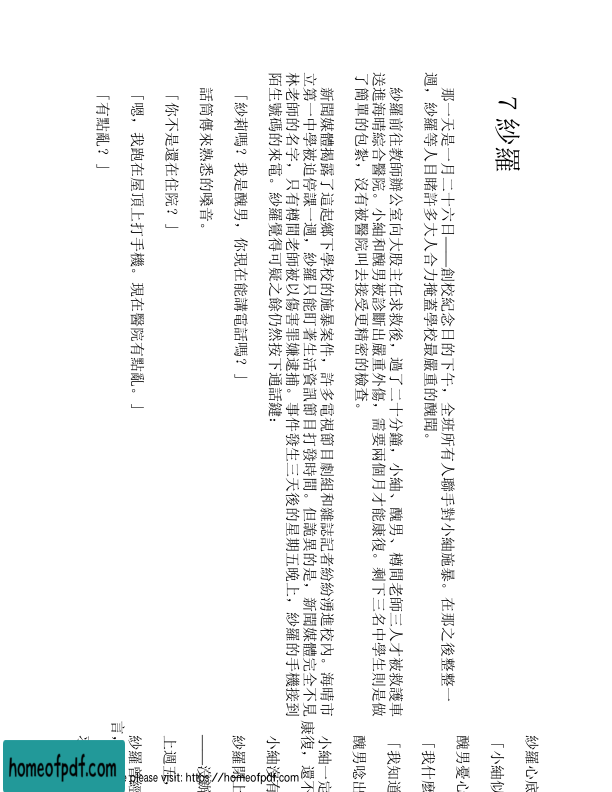 7 紗羅
那一天是一月二十六日——創校紀念日的下午，全班所有人聯手對小紬施暴。在那之後整整一
週，紗羅等人目睹許多大人合力掩蓋學校最嚴重的醜聞。
紗羅前往教師辦公室向大股主任求救後，過了二十分鐘，小紬、醜男、樽間老師三人才被救護車
送進海晴綜合醫院。小紬和醜男被診斷出嚴重外傷，需要兩個月才能康復。剩下三名中學生則是做
了簡單的包紮，沒有被醫院叫去接受更精密的檢查。
新聞媒體揭露了這起鄉下學校的施暴案件，許多電視節目劇組和雜誌記者紛紛湧進校內。海晴市
立第一中學被迫停課一週，紗羅只能盯著生活資訊節目打發時間。但詭異的是，新聞媒體完全不見
林老師的名字，只有樽間老師被以傷害罪嫌逮捕。事件發生三天後的星期五晚上，紗羅的手機接到
陌生號碼的來電。紗羅覺得可疑之餘仍然按下通話鍵：
「紗莉嗎？我是醜男，你現在能講電話嗎？」
話筒傳來熟悉的嗓音。
「你不是還在住院？」
「嗯，我跑在屋頂上打手機。現在醫院有點亂。」
「有點亂？」
紗羅心底
「小紬似
醜男憂心
「我什麼
「我知道
醜男唸出
小紬一定
康復，還不
小紬沒有
紗羅閉上
——沒
上週五
紗羅曾經
言，
please visit: https://homeofpdf.com
homeofpdf.com